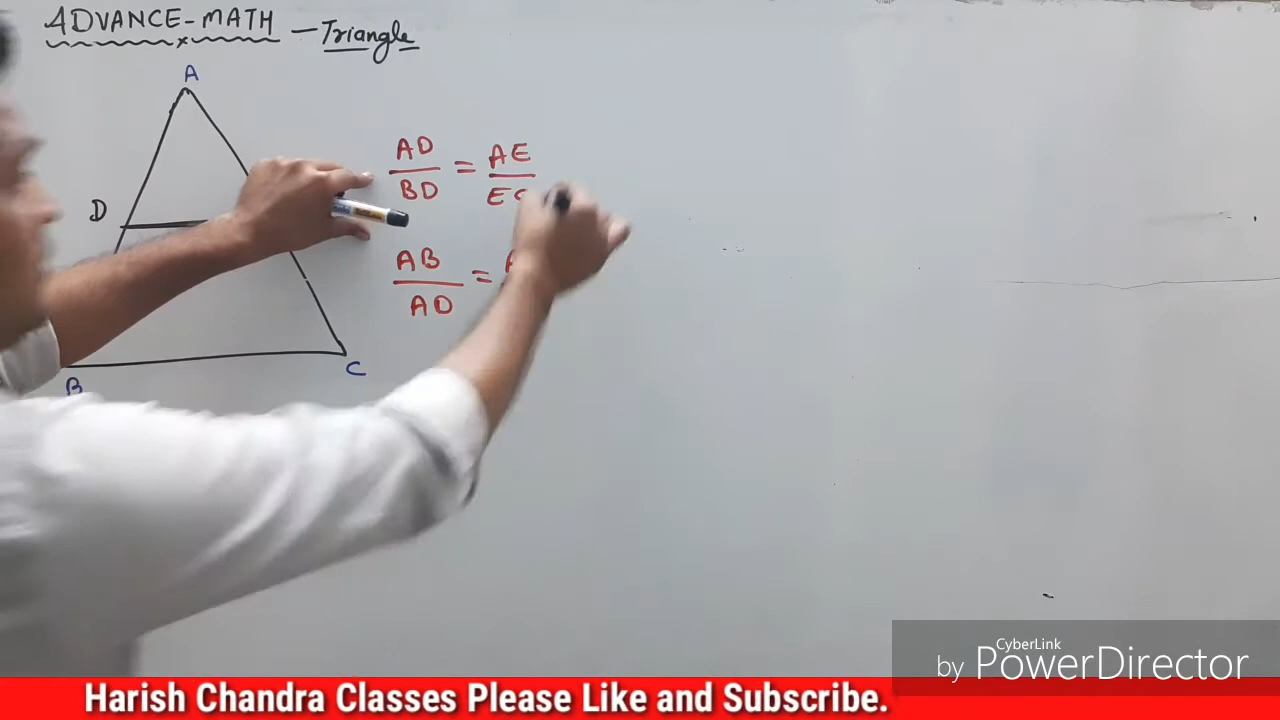 ADVANCE-MATH — Triangle
A
AD/BD = AE/E
D
AB/AD =
C
B
CyberLink
by PowerDirector
Harish Chandra Classes Please Like and Subscribe.